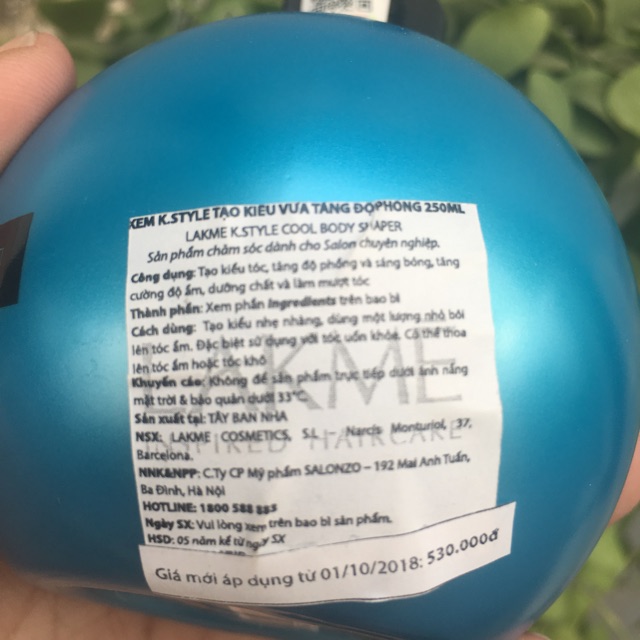 KEM K.STYLE TẠO KIỂU VỪA TĂNG ĐỘ PHỒNG 250ML
LAKME K.STYLE COOL BODY SHAPER
Sản phẩm chăm sóc dành cho Salon chuyên nghiệp.
Công dụng: Tạo kiểu tóc, tăng độ phồng và sáng bóng, tăng
cường độ ẩm, dưỡng chất và làm mượt tóc
Thành phần: Xem phần Ingredients trên bao bì
Cách dùng: Tạo kiểu nhẹ nhàng, dùng một lượng nhỏ bôi
lên tóc ẩm. Đặc biệt sử dụng với tóc uốn khỏe. Có thể thoa
lên tóc ẩm hoặc tóc khô
LAKMÉ
Khuyến cáo: Không để sản phẩm trực tiếp dưới ánh nắng
mặt trời & bảo quản dưới 33°C
Sản xuất tại: TÂY BAN NHA
NSX: LAKME COSMETICS, S.L - Narcis Monturiol, 37,
INSPIRED HAIRCARE
Barcelona.
NNK&NPP: C.Ty CP Mỹ phẩm SALONZO – 192 Mai Anh Tuấn,
Ba Đình, Hà Nội
HOTLINE: 1800 588 883
Ngày SX: Vui lòng xem trên bao bì sản phẩm.
HSD: 05 năm kể từ ngày SX
Giá mới áp dụng từ 01/10/2018: 530.000đ